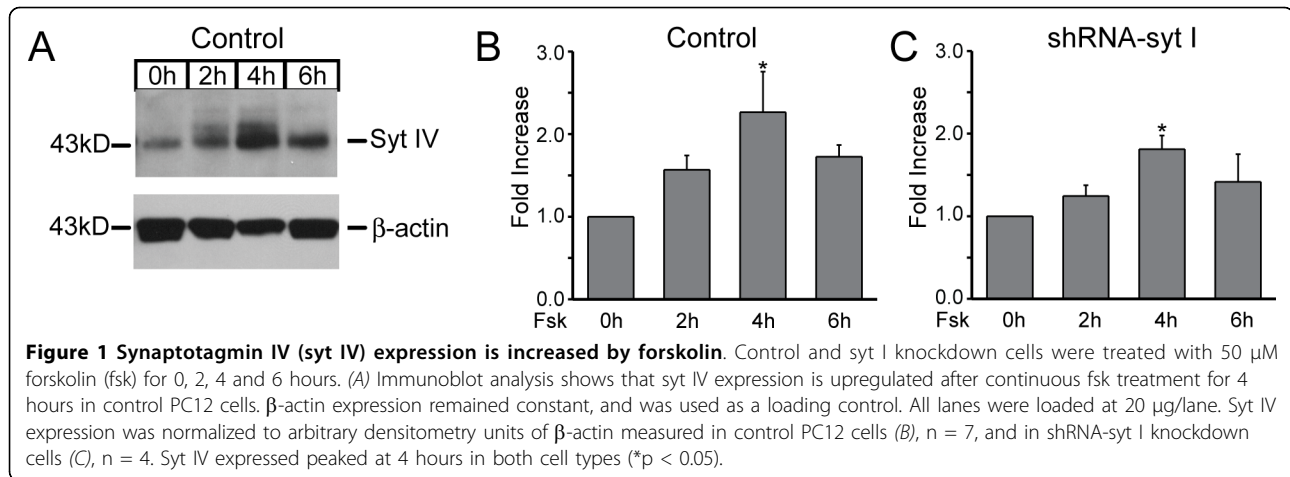 A
Control
0h 2h 4h 6h
43kD
Syt IV
43kD
β-actin
B
Control
Fold Increase
3.0
2.0
1.0
0.0
Fsk 0h 2h 4h 6h
*
C
shRNA-syt I
Fold Increase
3.0
2.0
1.0
0.0
Fsk 0h 2h 4h 6h
*
Figure 1 Synaptotagmin IV (syt IV) expression is increased by forskolin. Control and syt I knockdown cells were treated with 50 μM
forskolin (fsk) for 0, 2, 4 and 6 hours. (A) Immunoblot analysis shows that syt IV expression is upregulated after continuous fsk treatment for 4
hours in control PC12 cells. β-actin expression remained constant, and was used as a loading control. All lanes were loaded at 20 μg/lane. Syt IV
expression was normalized to arbitrary densitometry units of β-actin measured in control PC12 cells (B), n = 7, and in shRNA-syt I knockdown
cells (C), n = 4. Syt IV expressed peaked at 4 hours in both cell types (*p < 0.05).